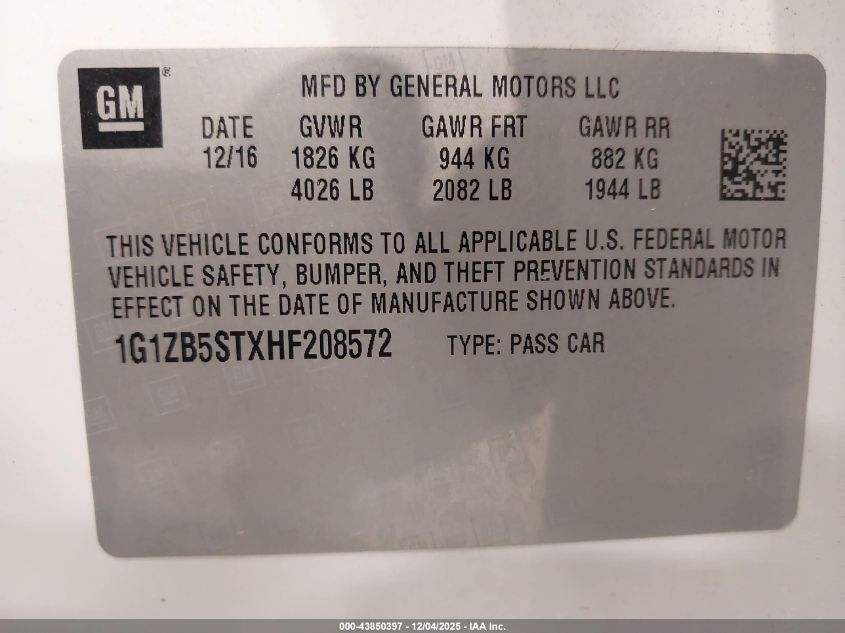 GM®
MFD BY GENERAL MOTORS LLC
DATE GVWR GAWR FRT GAWR RR
12/16 1826 KG 944 KG 882 KG
4026 LB 2082 LB 1944 LB
THIS VEHICLE CONFORMS TO ALL APPLICABLE U.S. FEDERAL MOTOR
VEHICLE SAFETY, BUMPER, AND THEFT PREVENTION STANDARDS IN
EFFECT ON THE DATE OF MANUFACTURE SHOWN ABOVE.
1G1ZB5STXHF208572 TYPE: PASS CAR
000-43850397 - 12/04/2025 - IAA Inc.